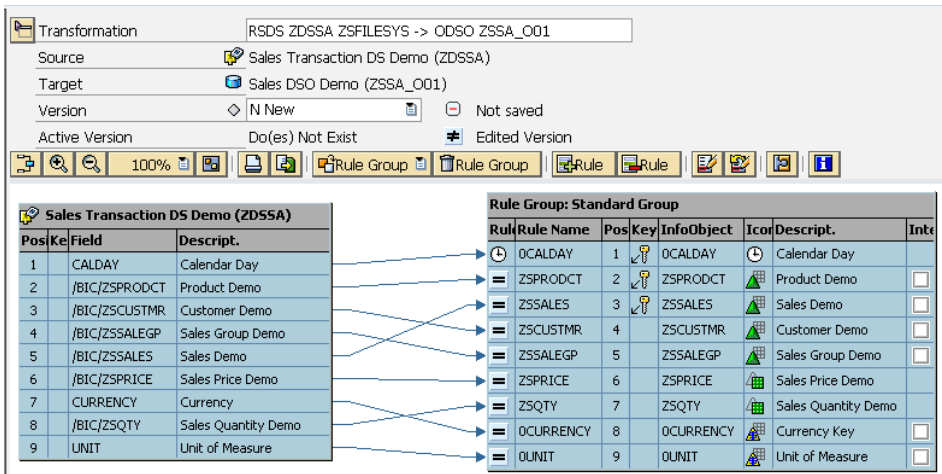 Transformation RSDS ZDSSA ZSFILESYS -> ODSO ZSSA_O01
Source Sales Transaction DS Demo (ZDSSA)
Target Sales DSO Demo (ZSSA_O01)
Version N New Not saved
Active Version Do(es) Not Exist Edited Version
100% Rule Group Rule Group Rule Rule
Sales Transaction DS Demo (ZDSSA)
Posi Ke Field Descript.
1 CALDAY Calendar Day
2 /BIC/ZSPRODCT Product Demo
3 /BIC/ZSCUSTMR Customer Demo
4 /BIC/ZSSALEGP Sales Group Demo
5 /BIC/ZSSALES Sales Demo
6 /BIC/ZSPRICE Sales Price Demo
7 CURRENCY Currency
8 /BIC/ZSQTY Sales Quantity Demo
9 UNIT Unit of Measure
Rule Group: Standard Group
Rule Rule Name Pos Key InfoObject Icon Descript. Inte
0CALDAY 1 0CALDAY Calendar Day
ZSPRODCT 2 ZSPRODCT Product Demo
ZSSALES 3 ZSSALES Sales Demo
ZSCUSTMR 4 ZSCUSTMR Customer Demo
ZSSALEGP 5 ZSSALEGP Sales Group Demo
ZSPRICE 6 ZSPRICE Sales Price Demo
ZSQTY 7 ZSQTY Sales Quantity Demo
0CURRENCY 8 0CURRENCY Currency Key
0UNIT 9 0UNIT Unit of Measure